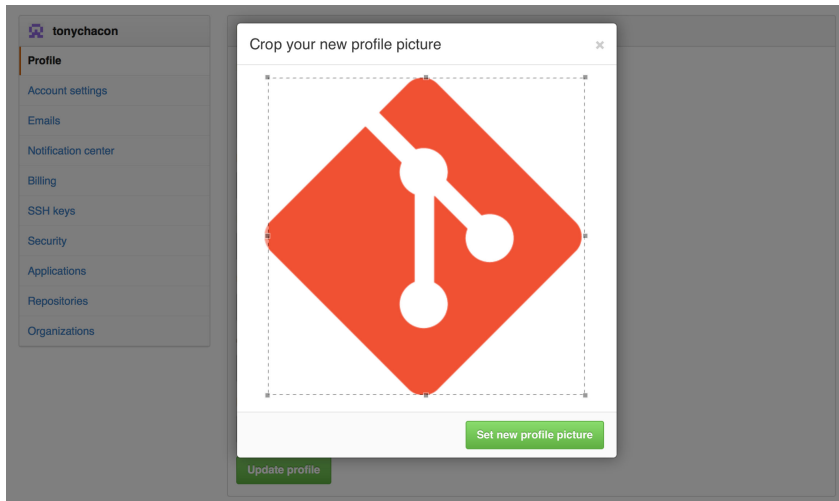 tonychacon
Profile
Account settings
Emails
Notification center
Billing
SSH keys
Security
Applications
Repositories
Organizations
Crop your new profile picture
×
Set new profile picture
Update profile